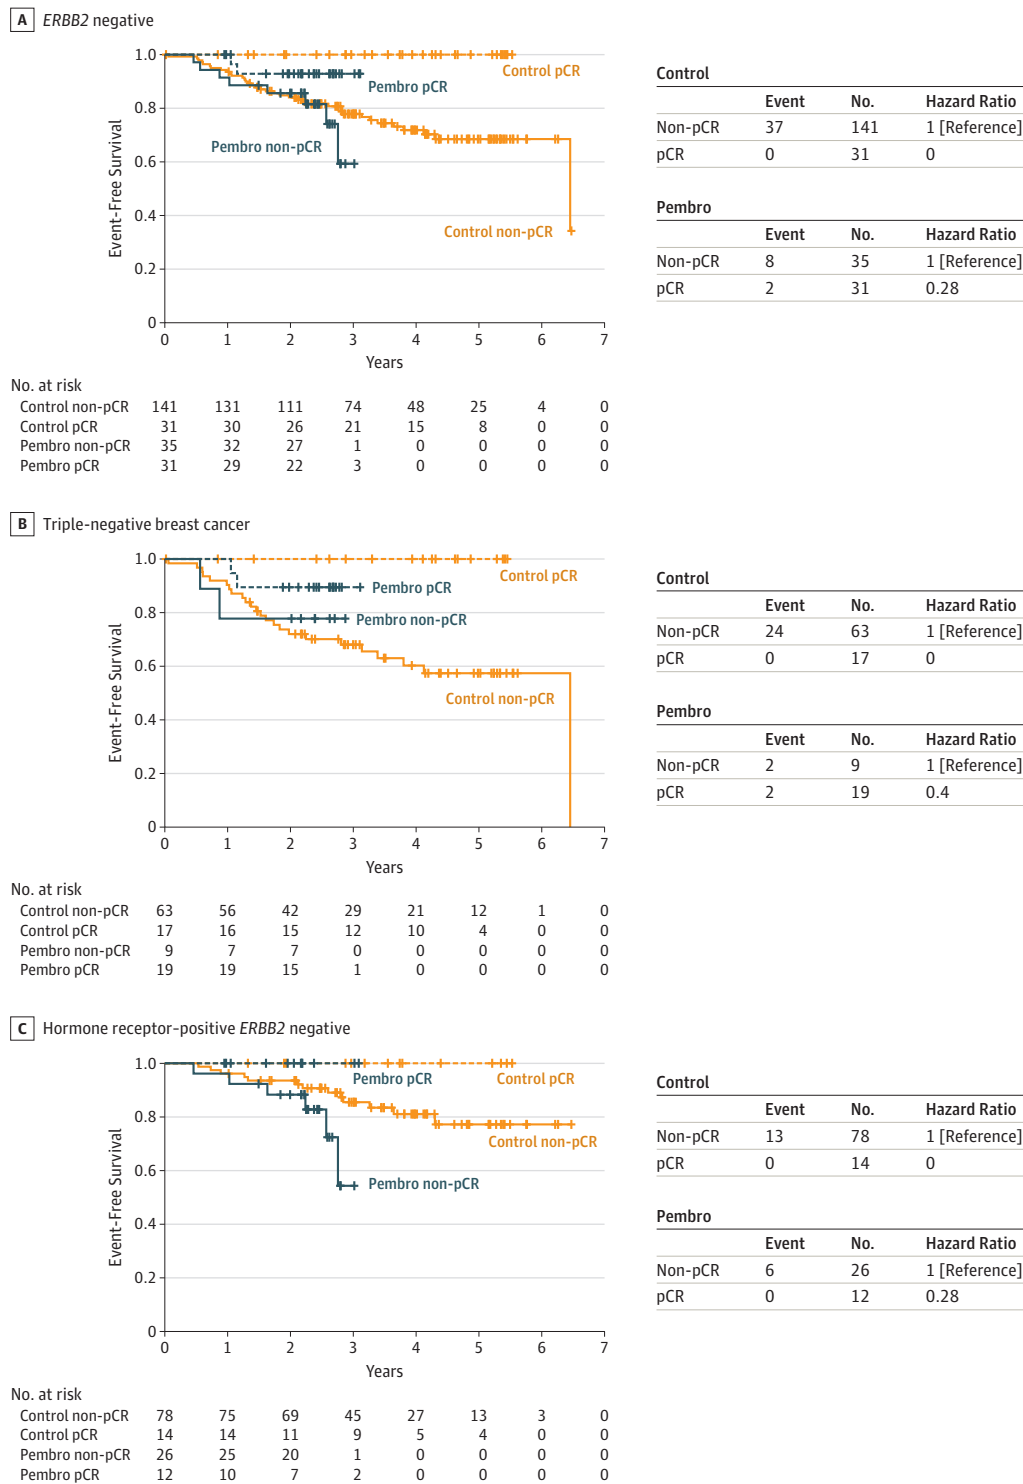 A ERBB2 negative
1.0
0.8
0.6
0.4
0.2
0
Event-Free Survival
Control pCR
Pembro pCR
Pembro non-pCR
Control non-pCR
0 1 2 3 4 5 6 7
Years
No. at risk
Control non-pCR 141 131 111 74 48 25 4 0
Control pCR 31 30 26 21 15 8 0 0
Pembro non-pCR 35 32 27 1 0 0 0 0
Pembro pCR 31 29 22 3 0 0 0 0
Control
Event No. Hazard Ratio
Non-pCR 37 141 1 [Reference]
pCR 0 31 0
Pembro
Event No. Hazard Ratio
Non-pCR 8 35 1 [Reference]
pCR 2 31 0.28
B Triple-negative breast cancer
1.0
0.8
0.6
0.4
0.2
0
Event-Free Survival
Control pCR
Pembro pCR
Pembro non-pCR
Control non-pCR
0 1 2 3 4 5 6 7
Years
No. at risk
Control non-pCR 63 56 42 29 21 12 1 0
Control pCR 17 16 15 12 10 4 0 0
Pembro non-pCR 9 7 7 0 0 0 0 0
Pembro pCR 19 19 15 1 0 0 0 0
Control
Event No. Hazard Ratio
Non-pCR 24 63 1 [Reference]
pCR 0 17 0
Pembro
Event No. Hazard Ratio
Non-pCR 2 9 1 [Reference]
pCR 2 19 0.4
C Hormone receptor-positive ERBB2 negative
1.0
0.8
0.6
0.4
0.2
0
Event-Free Survival
Pembro pCR
Control pCR
Control non-pCR
Pembro non-pCR
0 1 2 3 4 5 6 7
Years
No. at risk
Control non-pCR 78 75 69 45 27 13 3 0
Control pCR 14 14 11 9 5 4 0 0
Pembro non-pCR 26 25 20 1 0 0 0 0
Pembro pCR 12 10 7 2 0 0 0 0
Control
Event No. Hazard Ratio
Non-pCR 13 78 1 [Reference]
pCR 0 14 0
Pembro
Event No. Hazard Ratio
Non-pCR 6 26 1 [Reference]
pCR 0 12 0.28